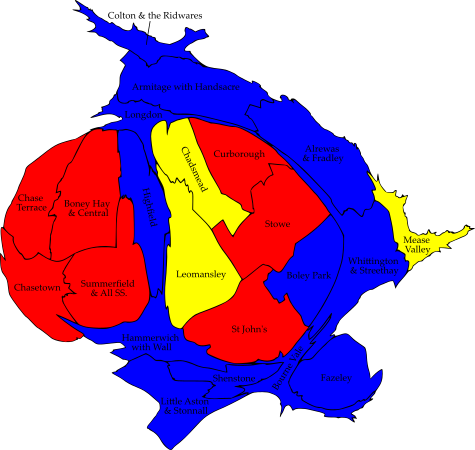 Colton & the Ridwares
Armitage with Handsacre
Longdon
Alrewas
& Fradley
Curborough
Chadsmead
Highfield
Chase
Terrace
Boney Hay
& Central
Stowe
Mease
Valley
Whittington
& Streethay
Leomansley
Boley Park
Chasetown
Summerfield
& All SS.
St John's
Hammerwich
with Wall
Shenstone
Fazeley
Little Aston
& Stonnall